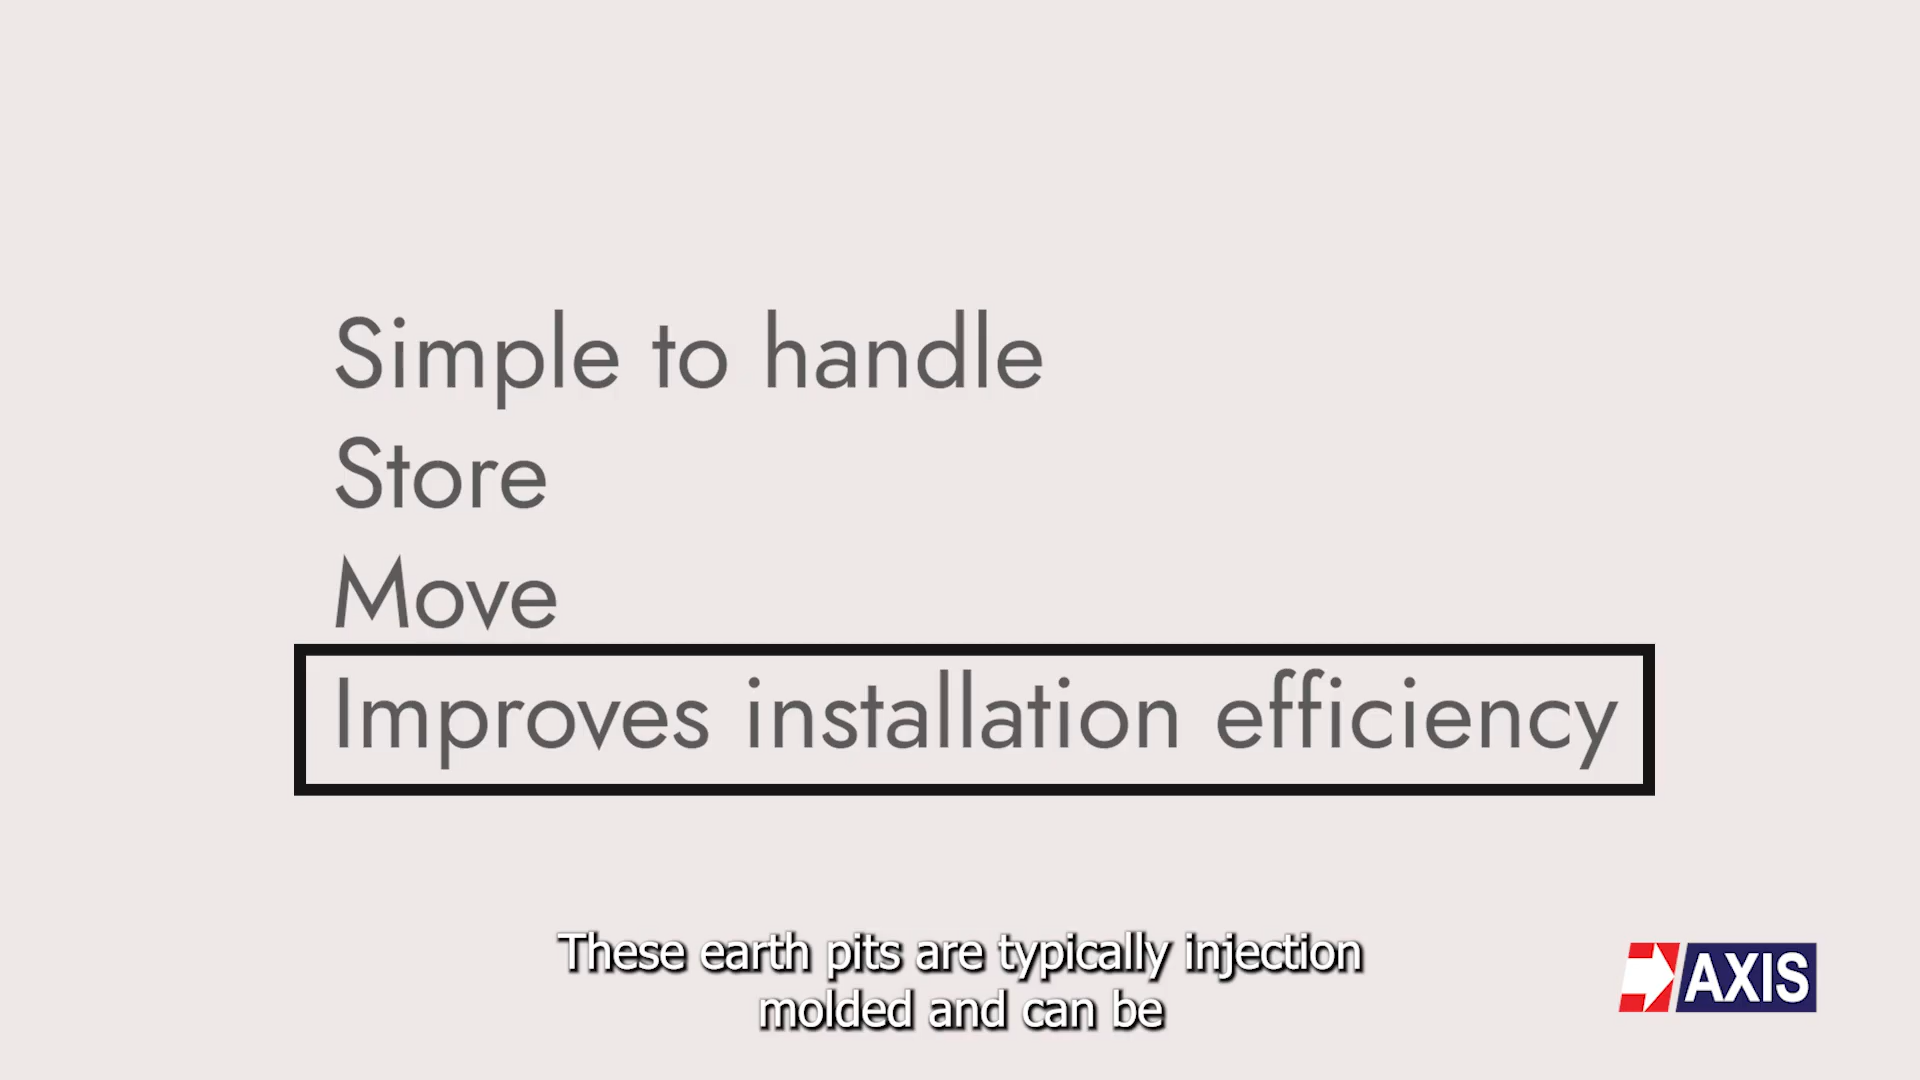 Simple to handle
Store
Move
Improves installation efficiency
These earth pits are typically injection
molded and can be
AXIS